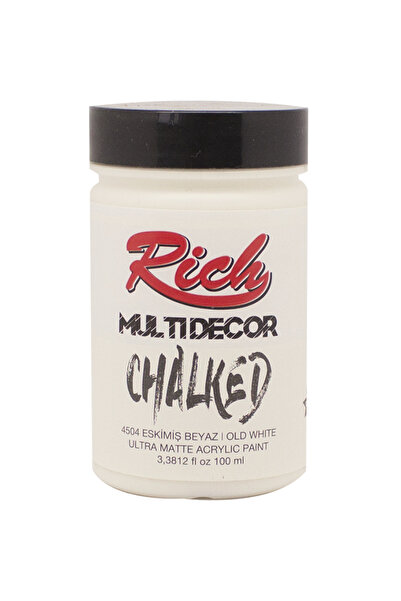 Rich
MULTIDECOR
CHALKED
4504 ESKİMİŞ BEYAZ | OLD WHITE
ULTRA MATTE ACRYLIC PAINT
3,3812 fl oz 100 ml